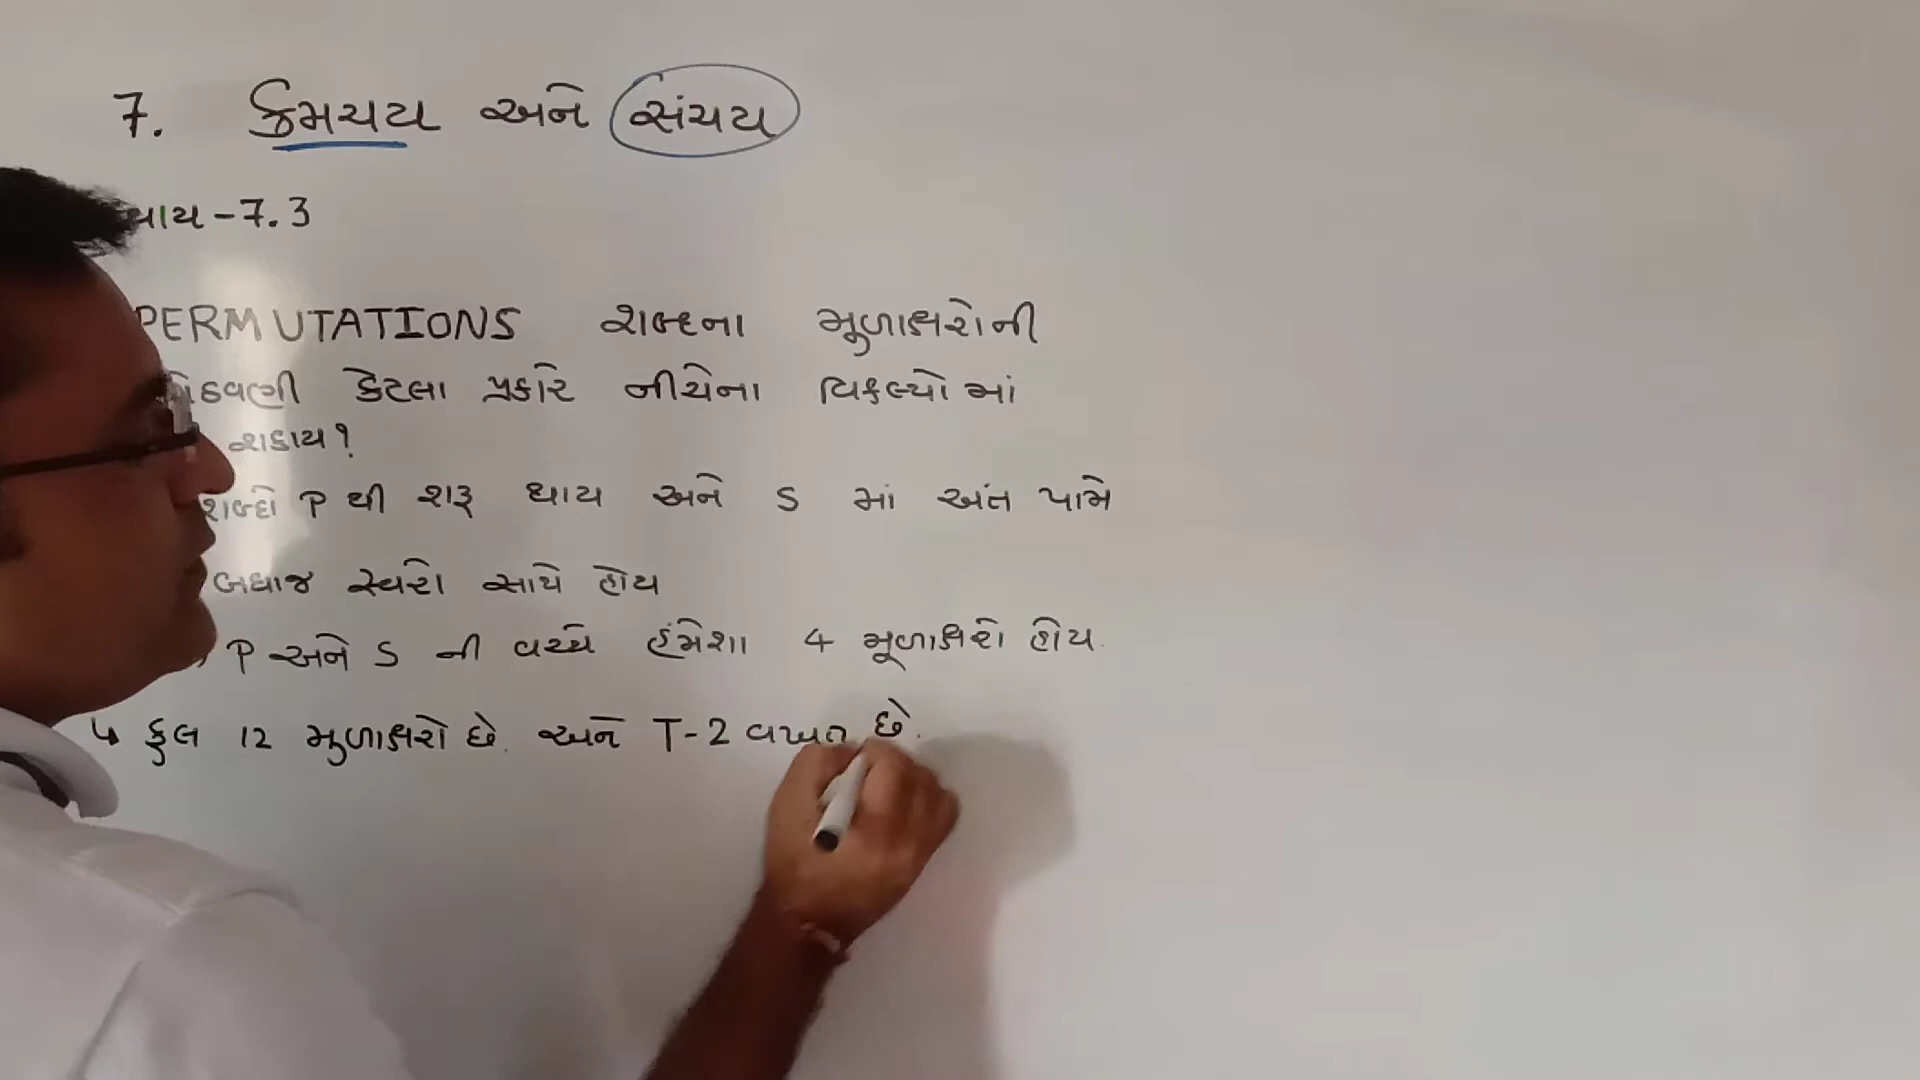 7. ક્રમચય અને સંચય
ધ્યાય - 7.3
PERMUTATIONS શબ્દના મૂળાક્ષરોની
ોઠવણી કેટલા પ્રકારે નીચેના વિકલ્પોમાં
શકાય?
શબ્દો P થી શરૂ થાય અને S માં અંત પામે
બધાજ સ્વરો સાથે હોય
P અને S ની વચ્ચે હંમેશા 4 મૂળાક્ષરો હોય.
↳ કુલ 12 મુળાક્ષરો છે. અને T-2 વખત છે.